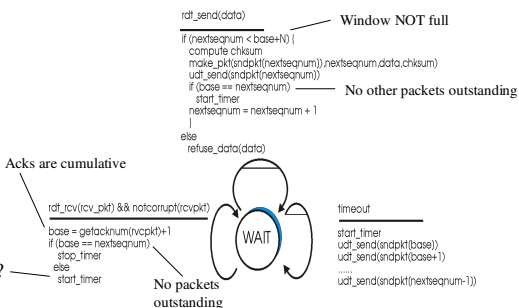 rdt_send(data)
Window NOT full
if (nextseqnum < base+N) {
compute chksum
make_pkt(sndpkt(nextseqnum)),nextseqnum,data,chksum)
udt_send(sndpkt(nextseqnum))
if (base == nextseqnum)
No other packets outstanding
start_timer
nextseqnum = nextseqnum + 1
}
else
refuse_data(data)
Acks are cumulative
rdt_rcv(rcv_pkt) && notcorrupt(rcvpkt)
base = getacknum(rvcpkt)+1
if (base == nextseqnum)
stop_timer
else
start_timer
?
No packets
outstanding
WAIT
timeout
start_timer
udt_send(sndpkt(base))
udt_send(sndpkt(base+1)
......
udt_send(sndpkt(nextseqnum-1))